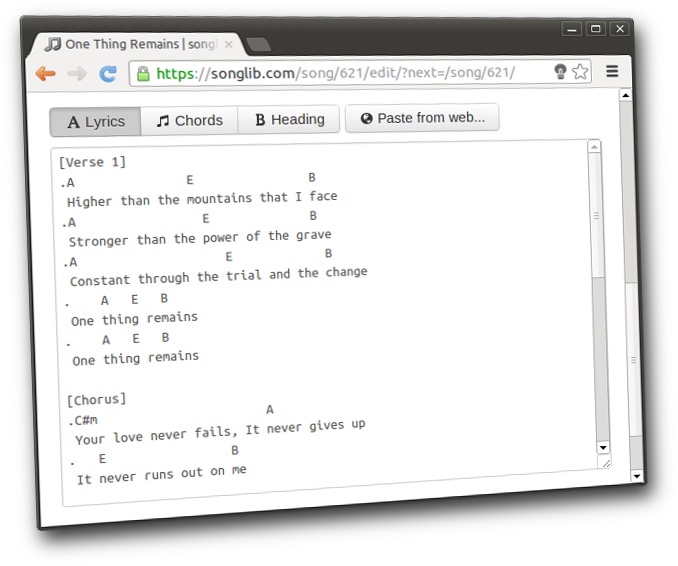 One Thing Remains | songl
https://songlib.com/song/621/edit/?next=/song/621/
Lyrics Chords B Heading Paste from web...
[Verse 1]
.A               E               B
 Higher than the mountains that I face
.A                 E             B
 Stronger than the power of the grave
.A                    E            B
 Constant through the trial and the change
.    A   E   B
 One thing remains
.    A   E   B
 One thing remains
[Chorus]
.C#m                      A
 Your love never fails, It never gives up
.   E                B
 It never runs out on me